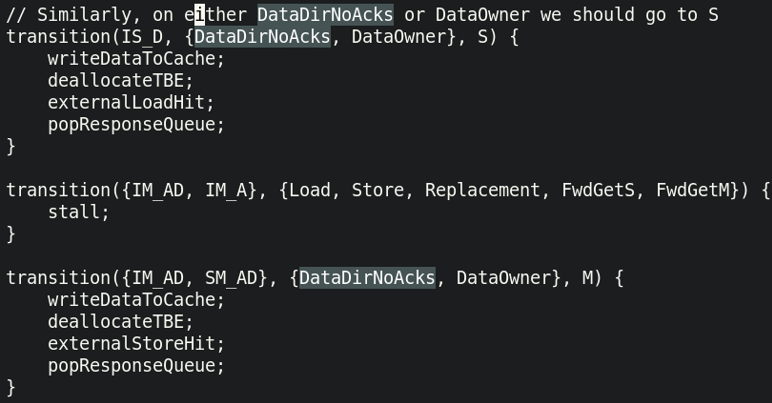 // Similarly, on either DataDirNoAcks or DataOwner we should go to S
transition(IS_D, {DataDirNoAcks, DataOwner}, S) {
    writeDataToCache;
    deallocateTBE;
    externalLoadHit;
    popResponseQueue;
}

transition({IM_AD, IM_A}, {Load, Store, Replacement, FwdGetS, FwdGetM}) {
    stall;
}

transition({IM_AD, SM_AD}, {DataDirNoAcks, DataOwner}, M) {
    writeDataToCache;
    deallocateTBE;
    externalStoreHit;
    popResponseQueue;
}